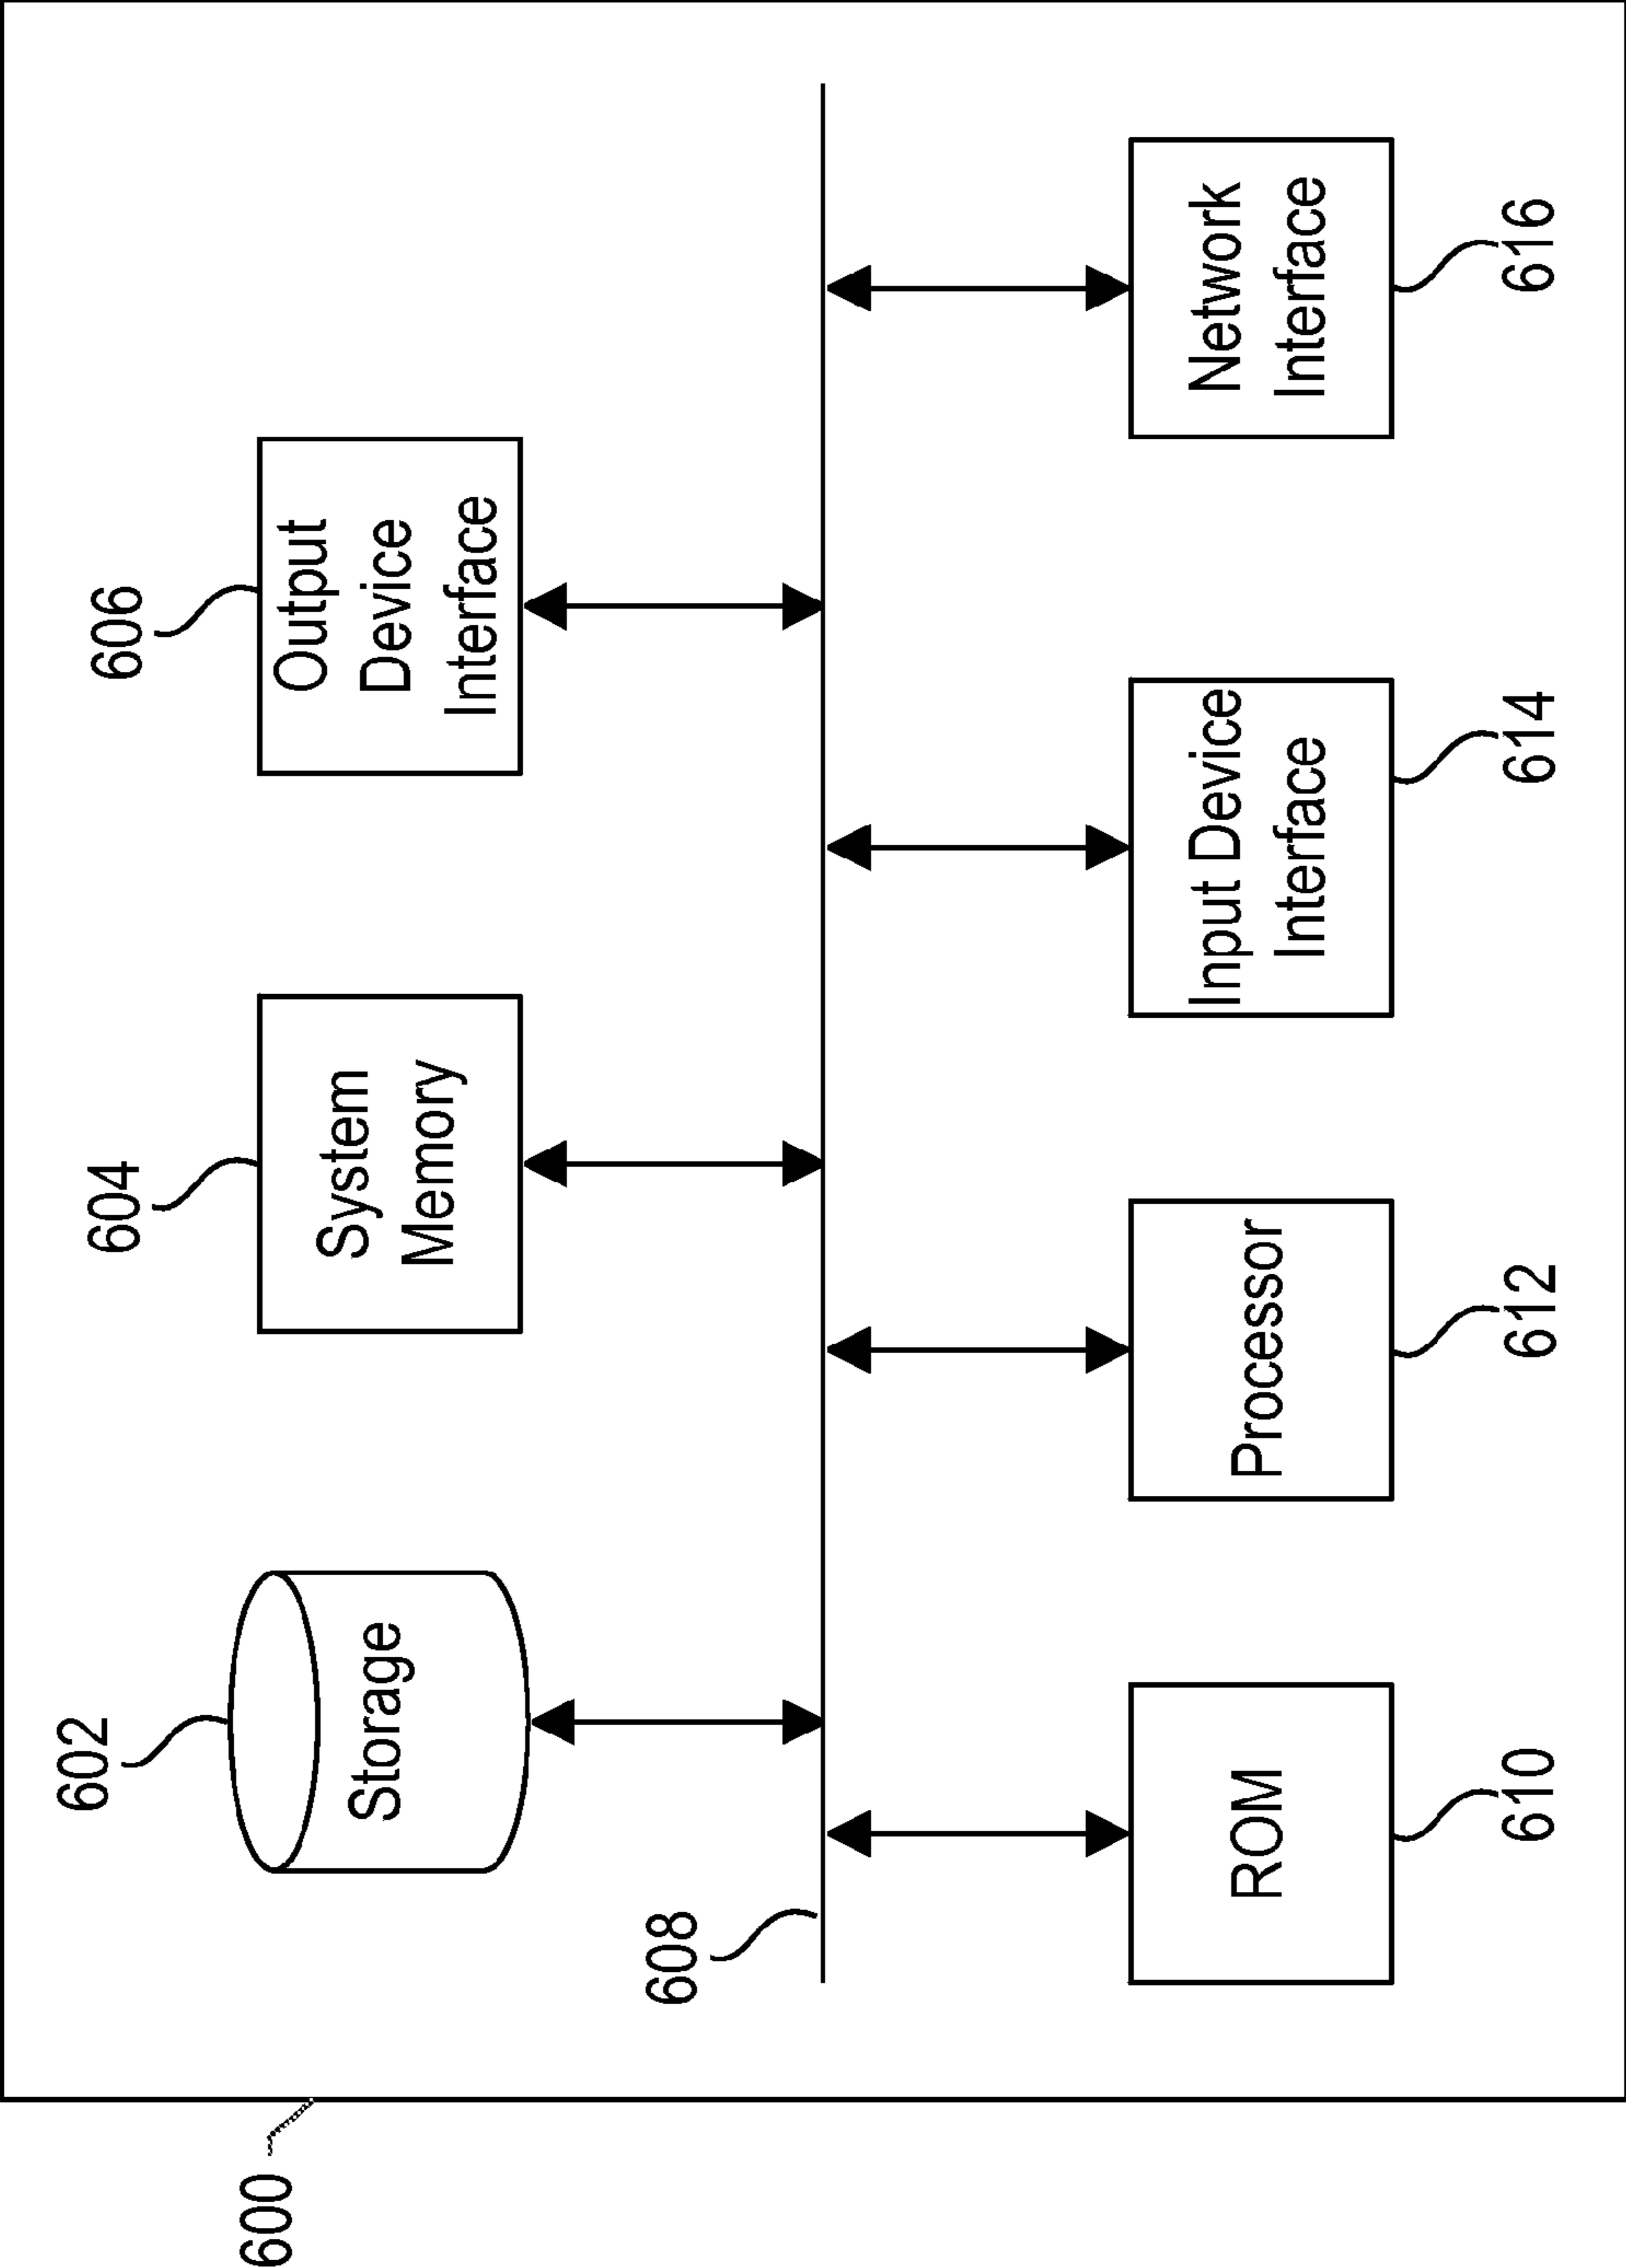 600
602
Storage
604
System
Memory
606
Output
Device
Interface
608
ROM
610
Processor
612
Input Device
Interface
614
Network
Interface
616